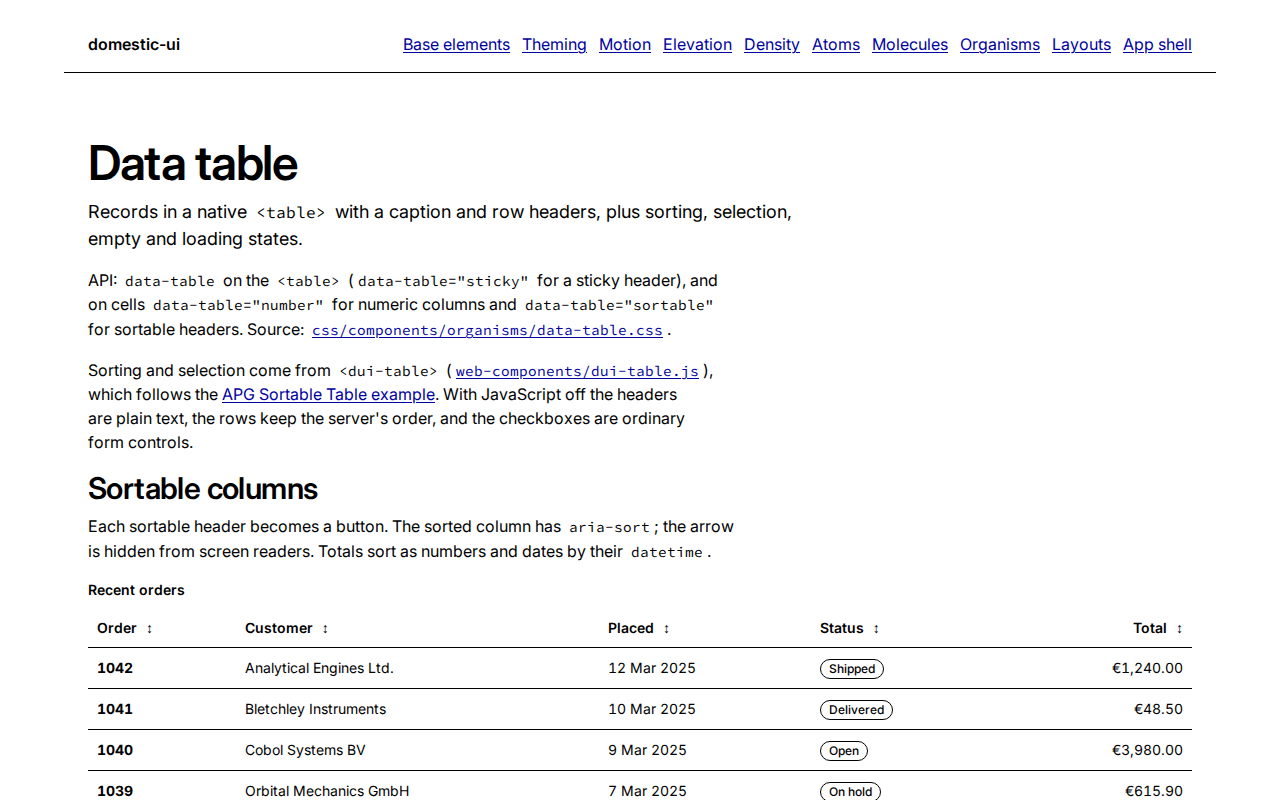 domestic-ui Base elements Theming Motion Elevation Density Atoms Molecules Organisms Layouts App shell
Data table
Records in a native <table> with a caption and row headers, plus sorting, selection,
empty and loading states.
API: data-table on the <table> ( data-table="sticky" for a sticky header), and
on cells data-table="number" for numeric columns and data-table="sortable"
for sortable headers. Source: css/components/organisms/data-table.css .
Sorting and selection come from <dui-table> ( web-components/dui-table.js ),
which follows the APG Sortable Table example. With JavaScript off the headers
are plain text, the rows keep the server's order, and the checkboxes are ordinary
form controls.
Sortable columns
Each sortable header becomes a button. The sorted column has aria-sort ; the arrow
is hidden from screen readers. Totals sort as numbers and dates by their datetime .
Recent orders
Order ↕ Customer ↕ Placed ↕ Status ↕ Total ↕
1042 Analytical Engines Ltd. 12 Mar 2025 Shipped €1,240.00
1041 Bletchley Instruments 10 Mar 2025 Delivered €48.50
1040 Cobol Systems BV 9 Mar 2025 Open €3,980.00
1039 Orbital Mechanics GmbH 7 Mar 2025 On hold €615.90